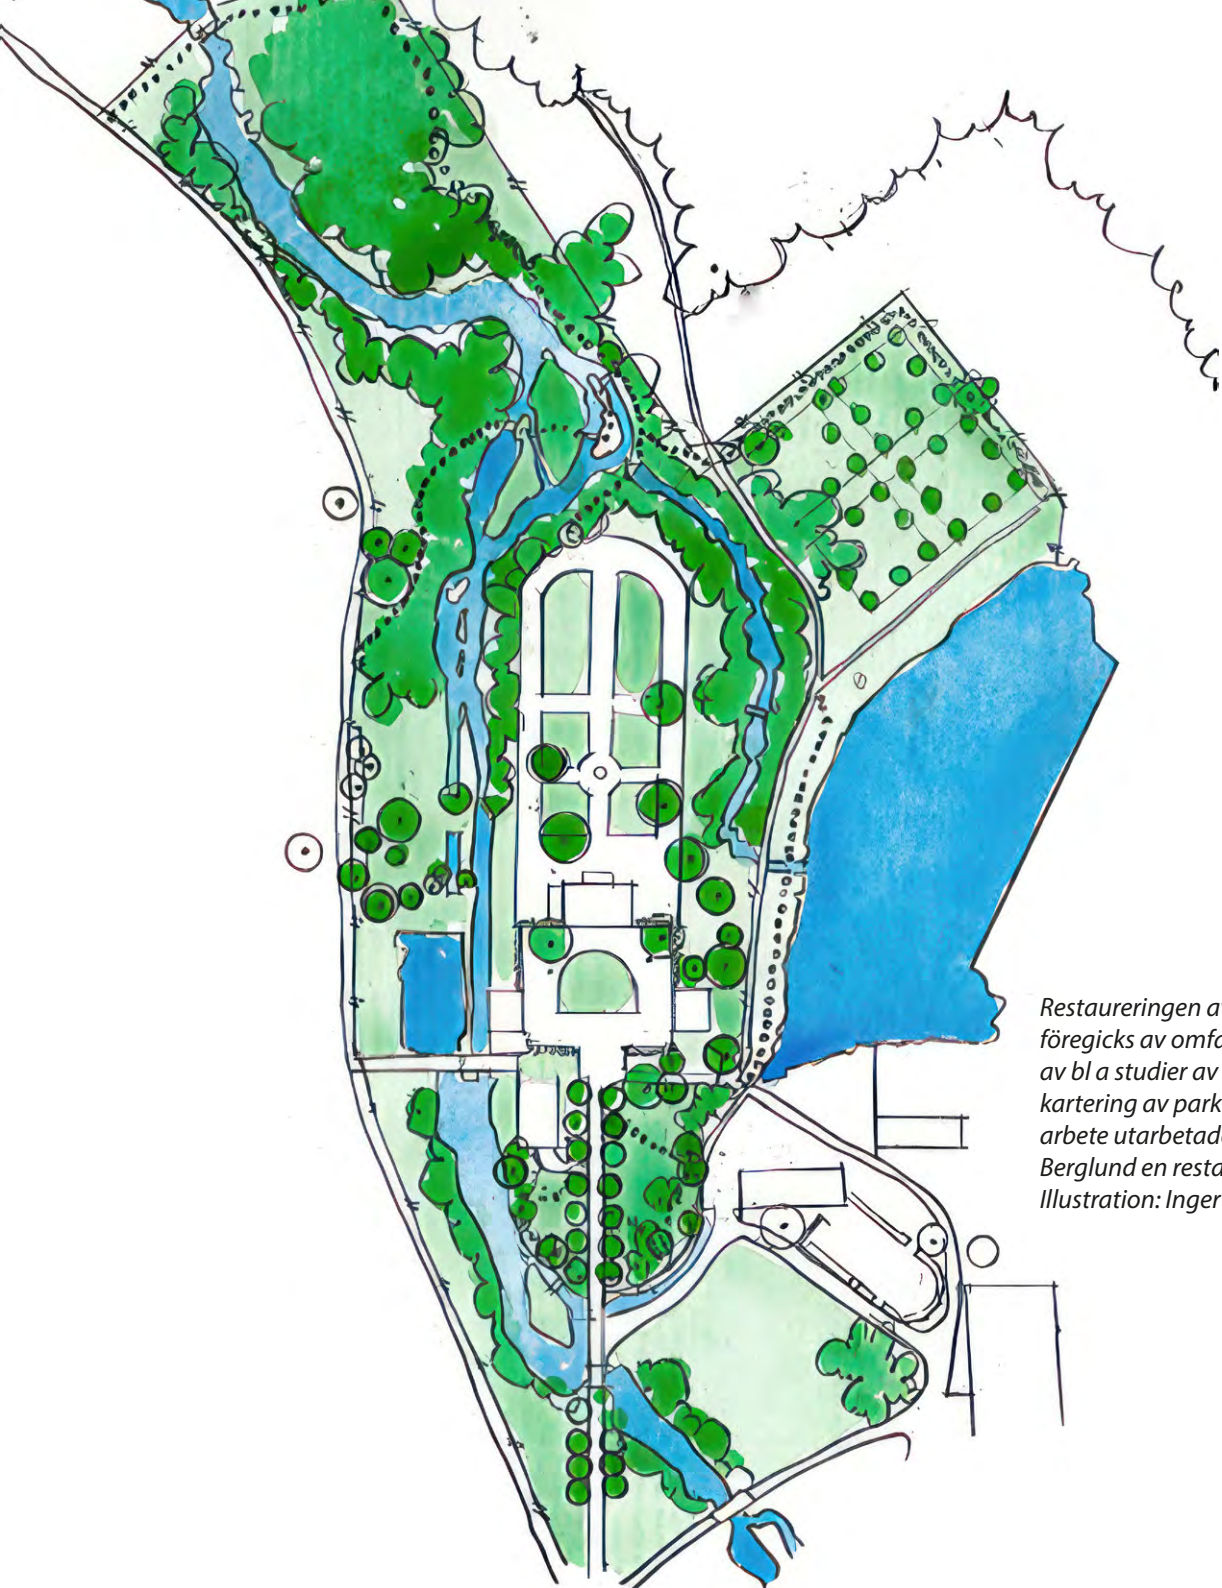 Restaureringen a
föregicks av omfa
av bl a studier av
kartering av park
arbete utarbetade
Berglund en resta
Illustration: Inger